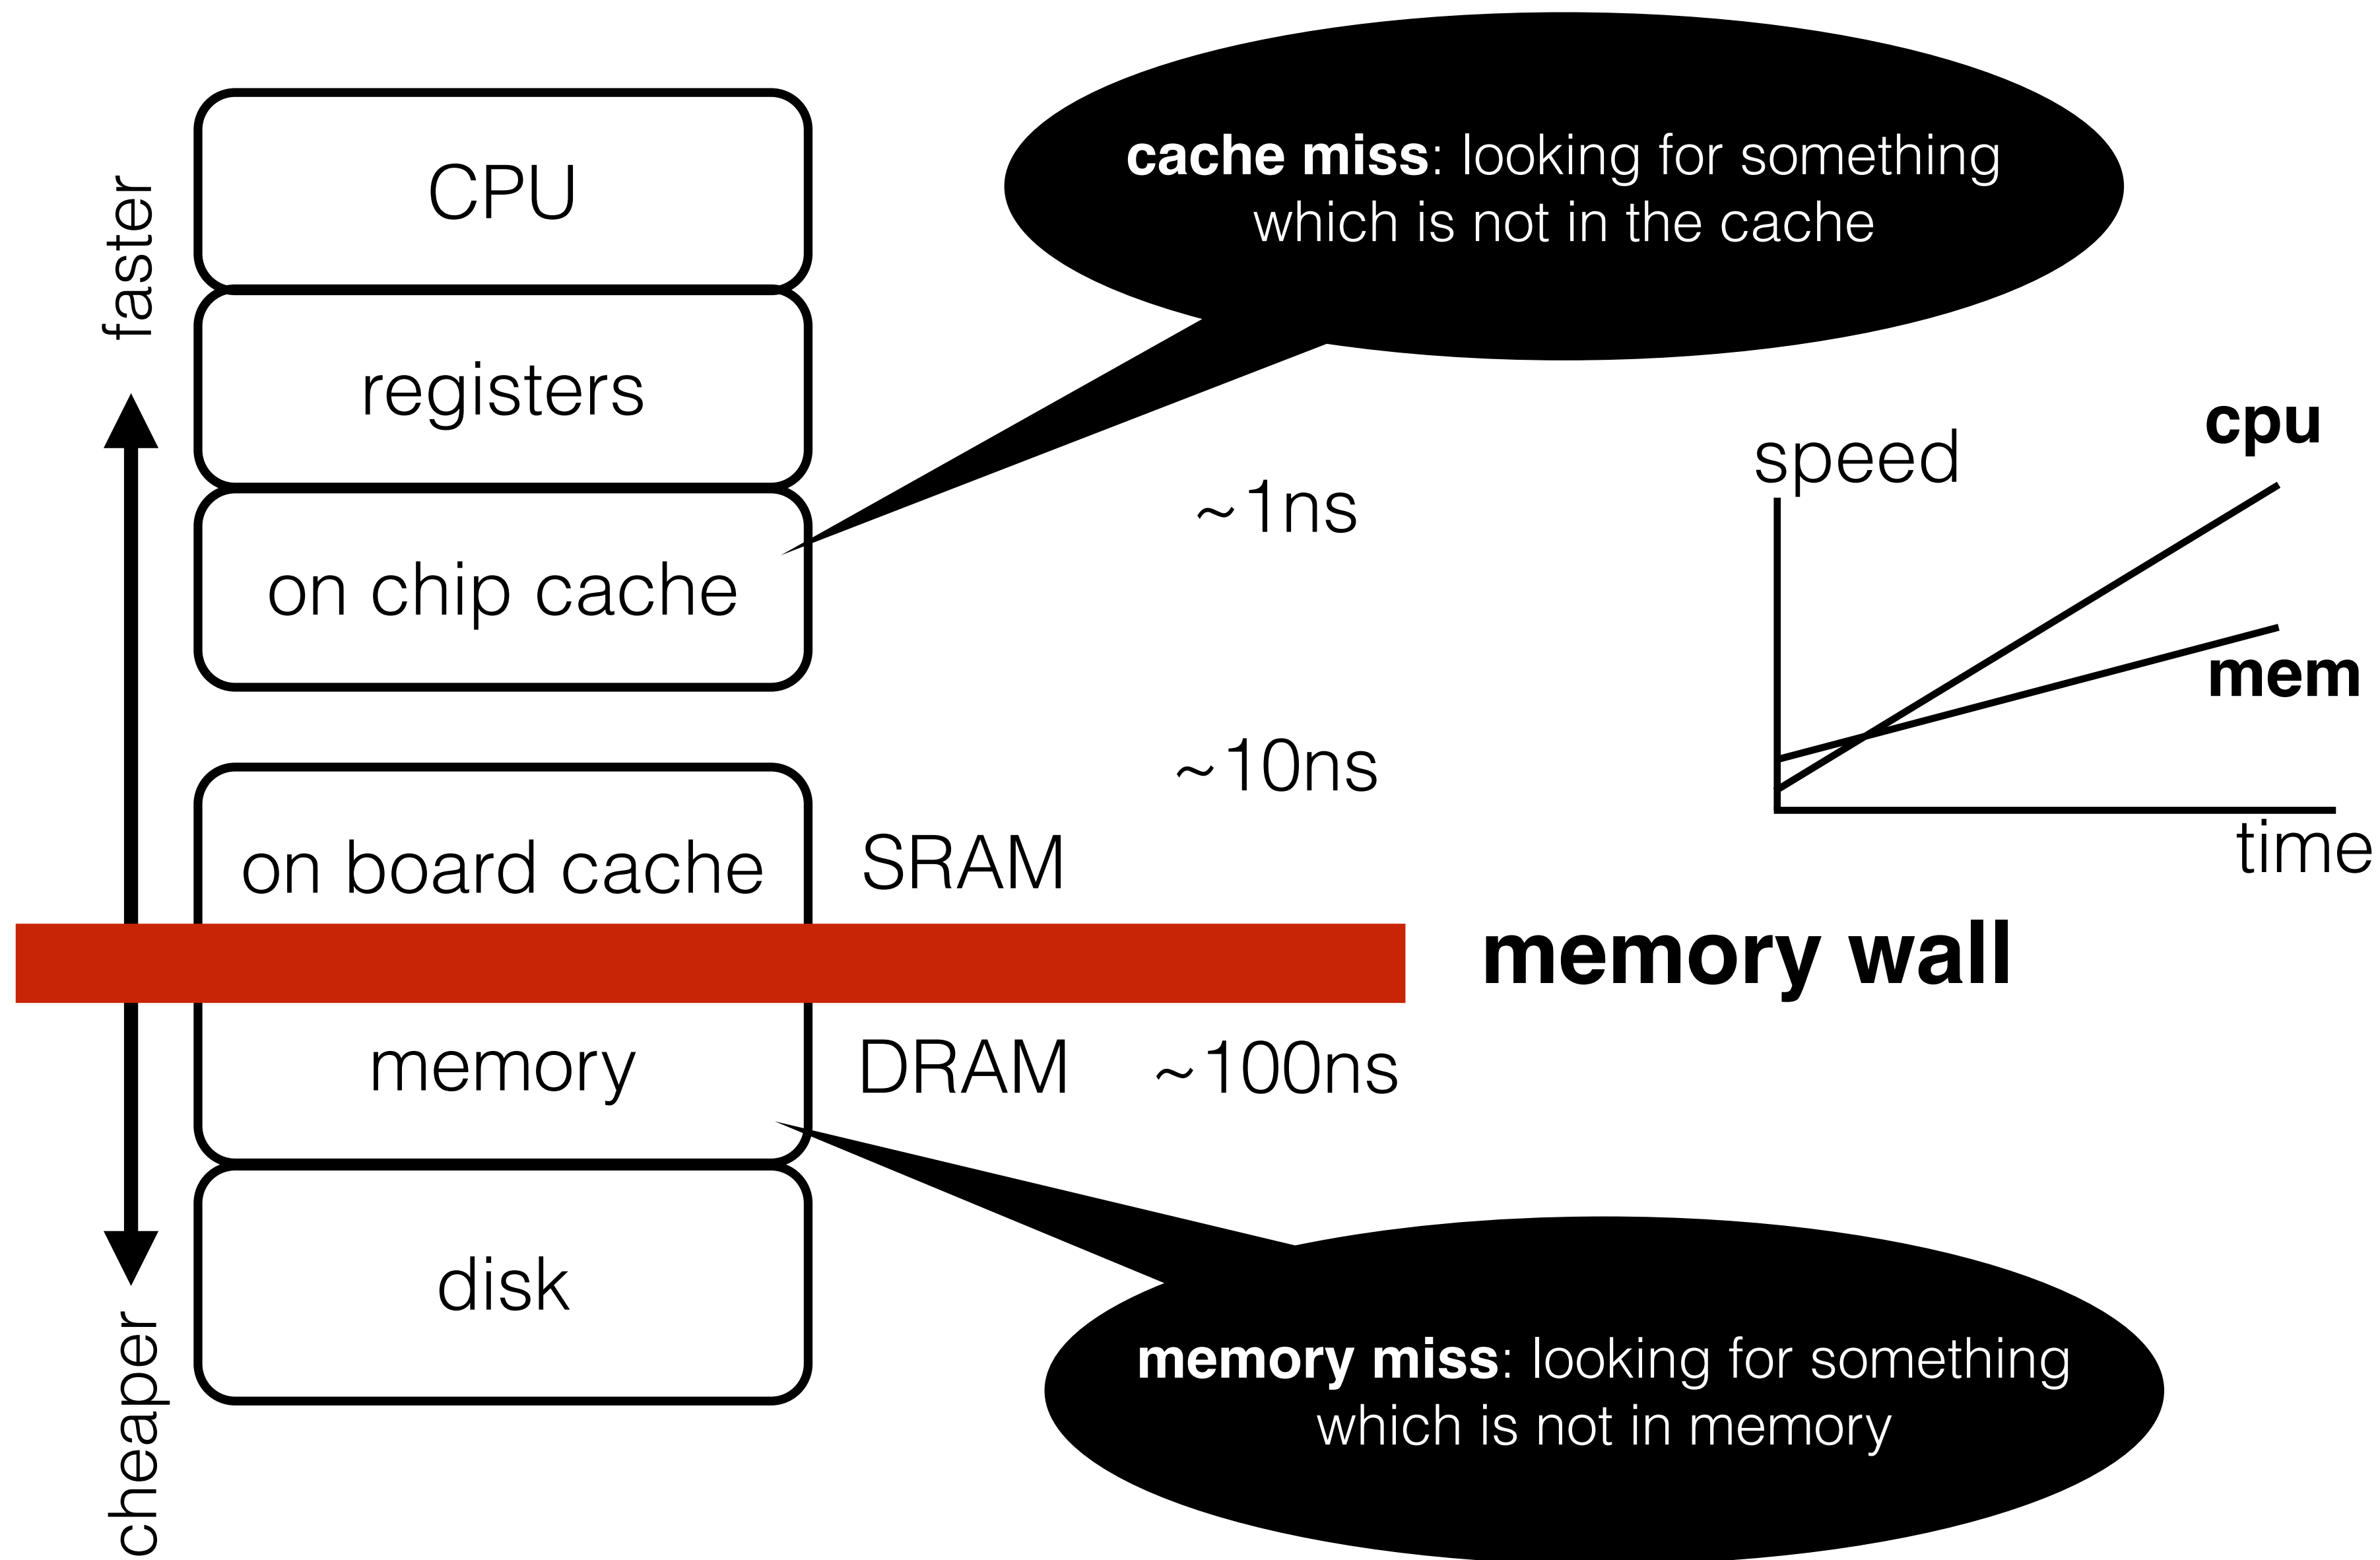 faster
cheaper
CPU
registers
on chip cache
on board cache
memory
disk
cache miss: looking for something
which is not in the cache
~1ns
~10ns
SRAM
memory wall
DRAM
~100ns
memory miss: looking for something
which is not in memory
speed
cpu
mem
time